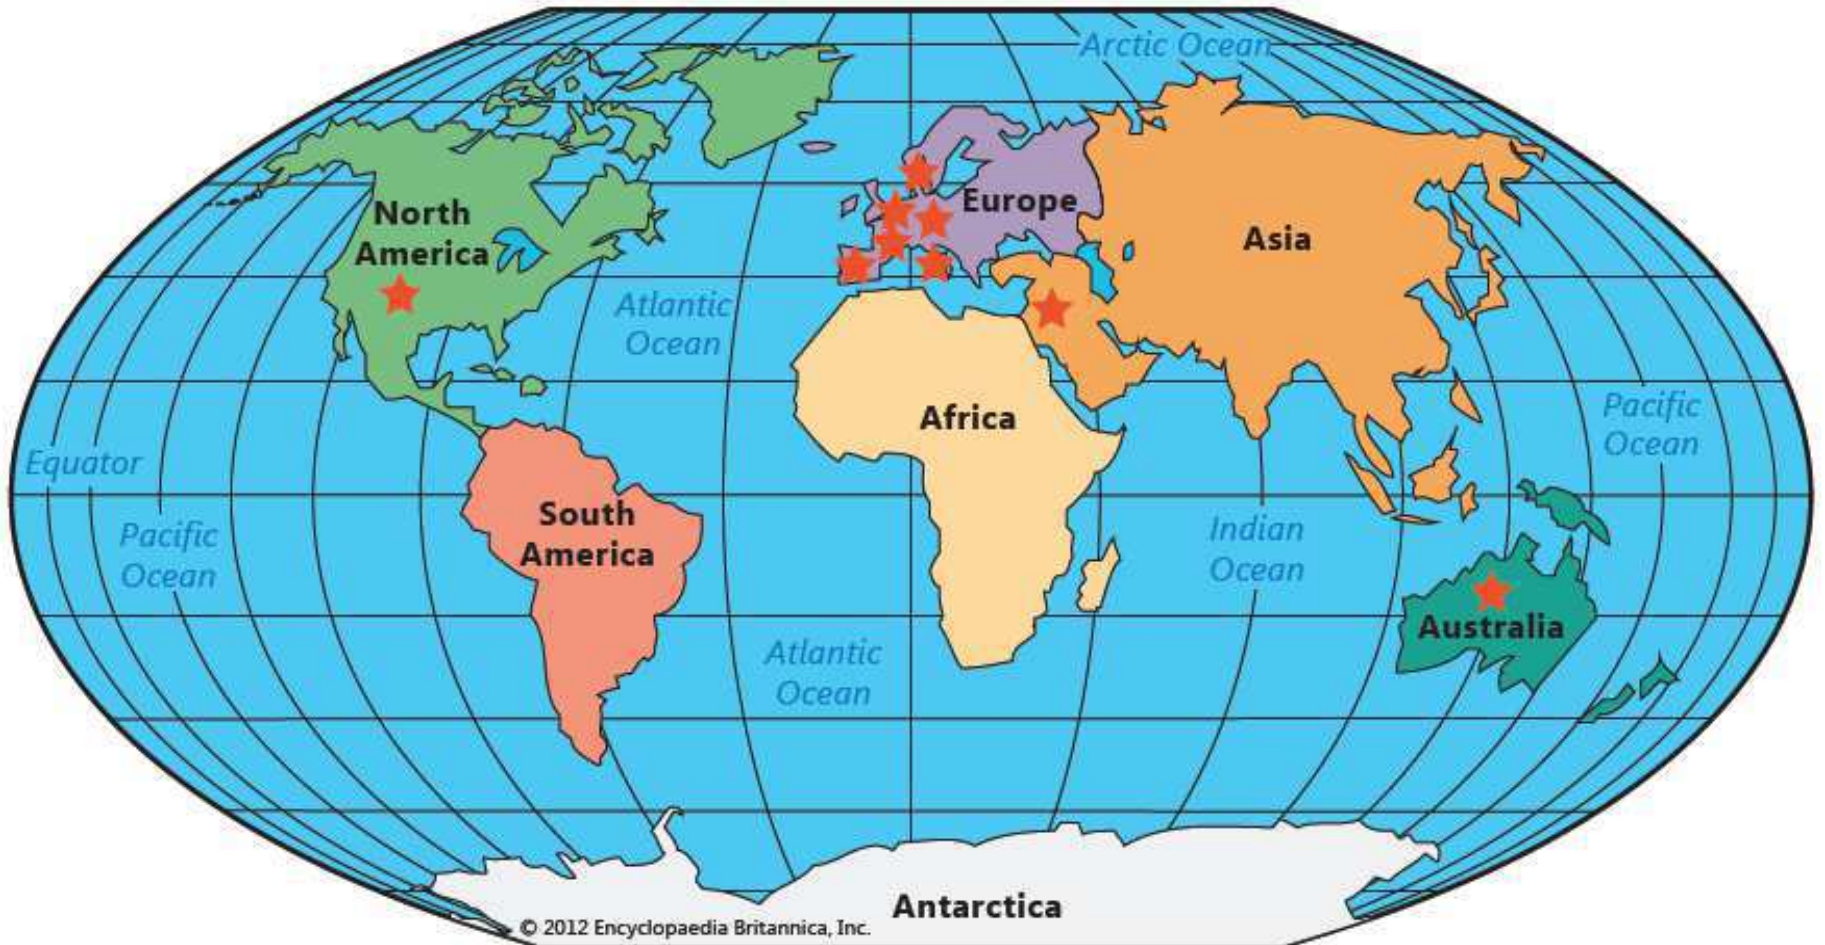 Arctic Ocean
North
America
Europe
Asia
Atlantic
Ocean
Africa
Pacific
Ocean
Equator
South
America
Pacific
Ocean
Indian
Ocean
Australia
Atlantic
Ocean
Antarctica
© 2012 Encyclopaedia Britannica, Inc.